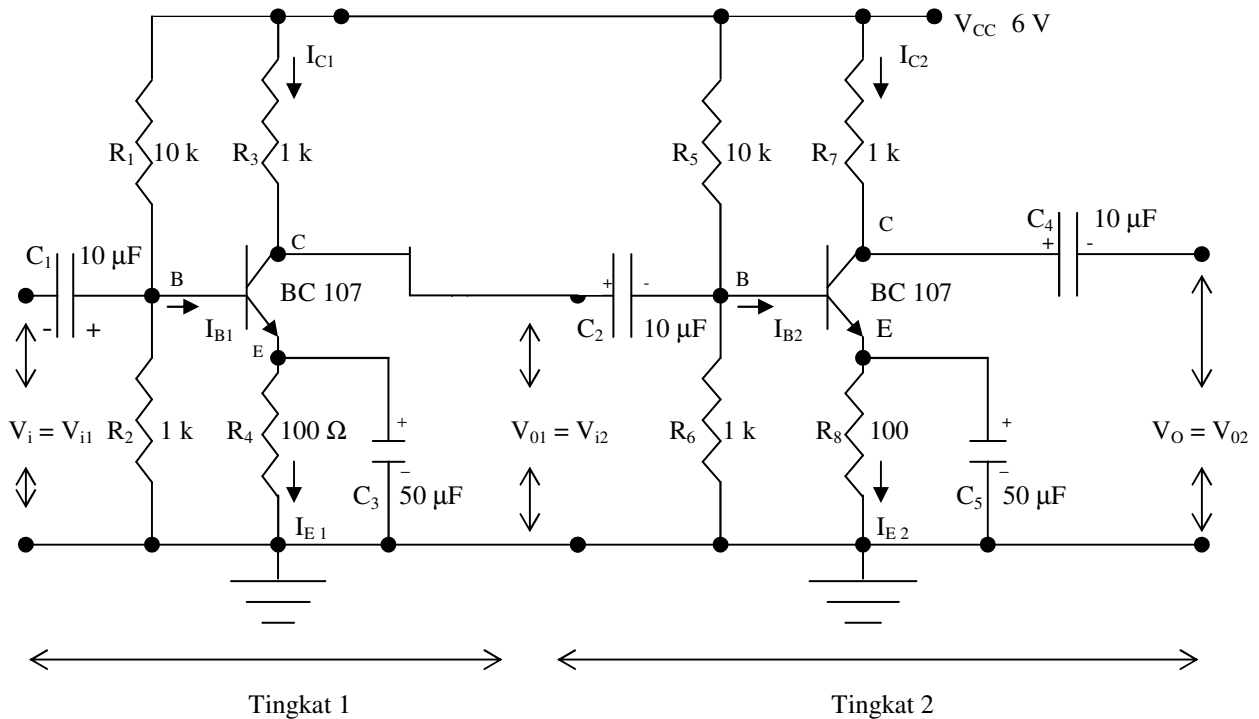 V_CC 6 V
I_C1
I_C2
R_1 10 k
R_3 1 k
R_5 10 k
R_7 1 k
C_1 10 μF
C
C
C_4 10 μF
+ -
B
BC 107
+ -
B
BC 107
- +
I_B1
C_2 10 μF
I_B2
E
E
V_i = V_i1
R_2 1 k
R_4 100 Ω
+
V_01 = V_i2
R_6 1 k
R_8 100
+
V_O = V_02
–
C_3 50 μF
–
C_5 50 μF
I_E 1
I_E 2
Tingkat 1
Tingkat 2